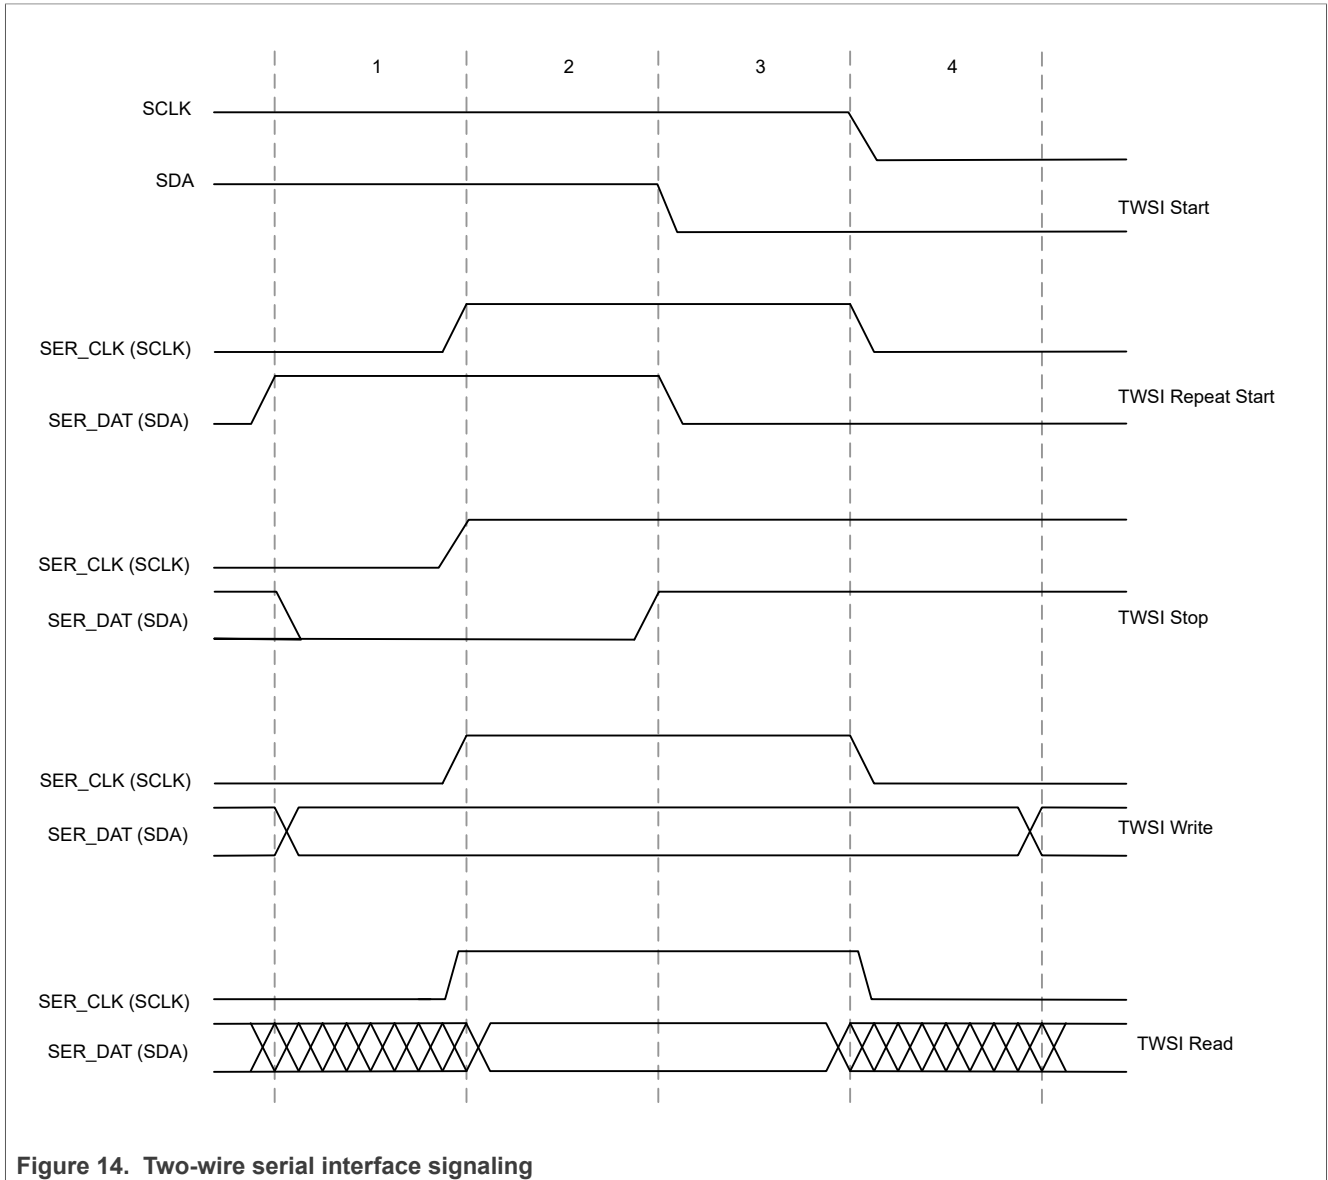 1 2 3 4
SCLK
SDA
TWSI Start
SER_CLK (SCLK)
TWSI Repeat Start
SER_DAT (SDA)
SER_CLK (SCLK)
SER_DAT (SDA)
TWSI Stop
SER_CLK (SCLK)
SER_DAT (SDA)
TWSI Write
SER_CLK (SCLK)
SER_DAT (SDA)
TWSI Read
Figure 14. Two-wire serial interface signaling